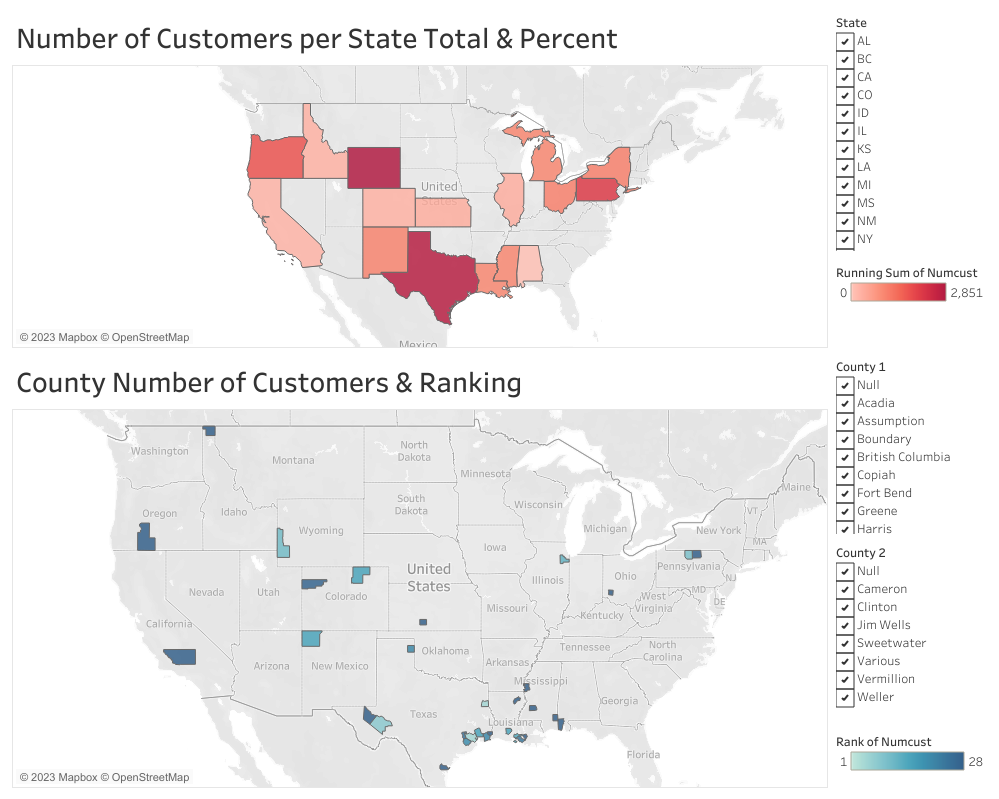 Number of Customers per State Total & Percent
United
States
Mexico
© 2023 Mapbox © OpenStreetMap
State
AL
BC
CA
CO
ID
IL
KS
LA
MI
MS
NM
NY
Running Sum of Numcust
0 2,851
County Number of Customers & Ranking
Washington
Montana
North
Dakota
Minnesota
Maine
Oregon
Idaho
South
Dakota
Wisconsin
Michigan
VT
New York
MA
Wyoming
Iowa
Nevada
Utah
Colorado
United
States
Illinois
Ohio
Pennsylvania
NJ
MD
DE
West
Virginia
California
Missouri
Kentucky
Arizona
New Mexico
Oklahoma
Arkansas
Tennessee
North
Carolina
Mississippi
Texas
Louisiana
Georgia
Florida
© 2023 Mapbox © OpenStreetMap
County 1
Null
Acadia
Assumption
Boundary
British Columbia
Copiah
Fort Bend
Greene
Harris
County 2
Null
Cameron
Clinton
Jim Wells
Sweetwater
Various
Vermillion
Weller
Rank of Numcust
1 28